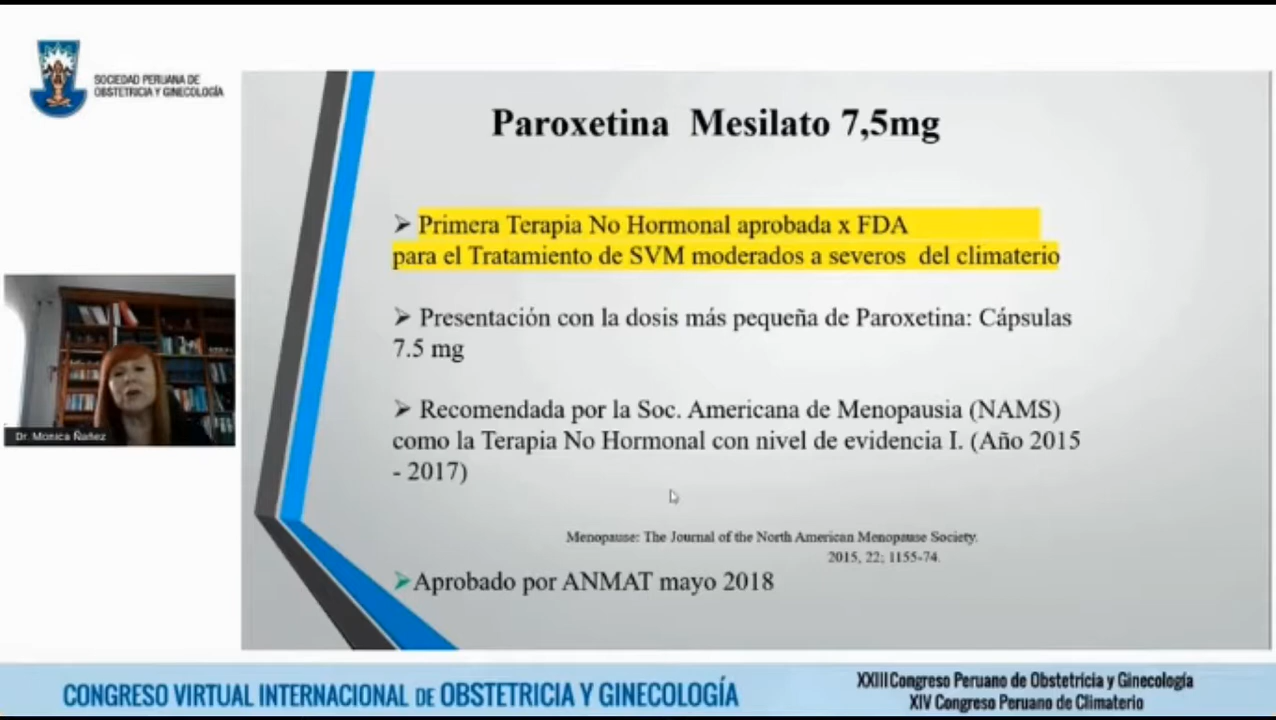 SOCIEDAD PERUANA DE
OBSTETRICIA Y GINECOLOGÍA
Paroxetina Mesilato 7,5mg
➤ Primera Terapia No Hormonal aprobada x FDA
para el Tratamiento de SVM moderados a severos del climaterio
➤ Presentación con la dosis más pequeña de Paroxetina: Cápsulas
7.5 mg
➤ Recomendada por la Soc. Americana de Menopausia (NAMS)
como la Terapia No Hormonal con nivel de evidencia I. (Año 2015
- 2017)
Menopause: The Journal of the North American Menopause Society.
2015, 22; 1155-74.
➤Aprobado por ANMAT mayo 2018
Dr. Monica Ñañez
CONGRESO VIRTUAL INTERNACIONAL DE OBSTETRICIA Y GINECOLOGÍA
XXIII Congreso Peruano de Obstetricia y Ginecología
XIV Congreso Peruano de Climaterio